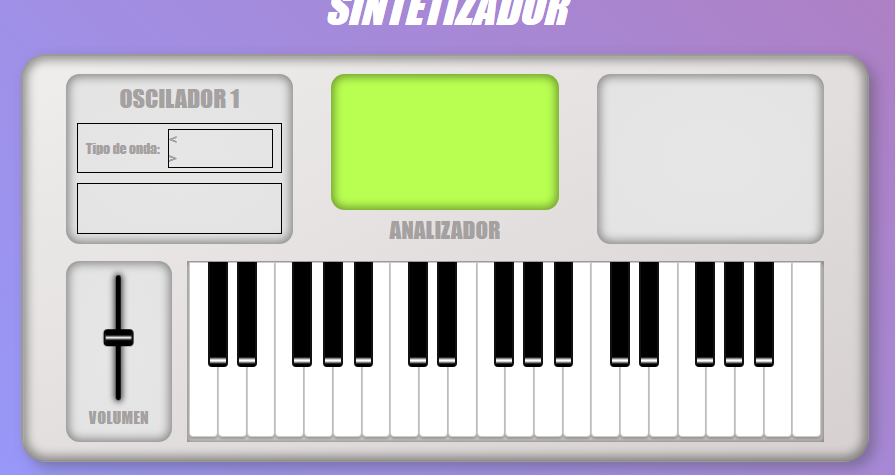 SINTETIZADOR
OSCILADOR 1
Tipo de onda:
<
>
ANALIZADOR
VOLUMEN